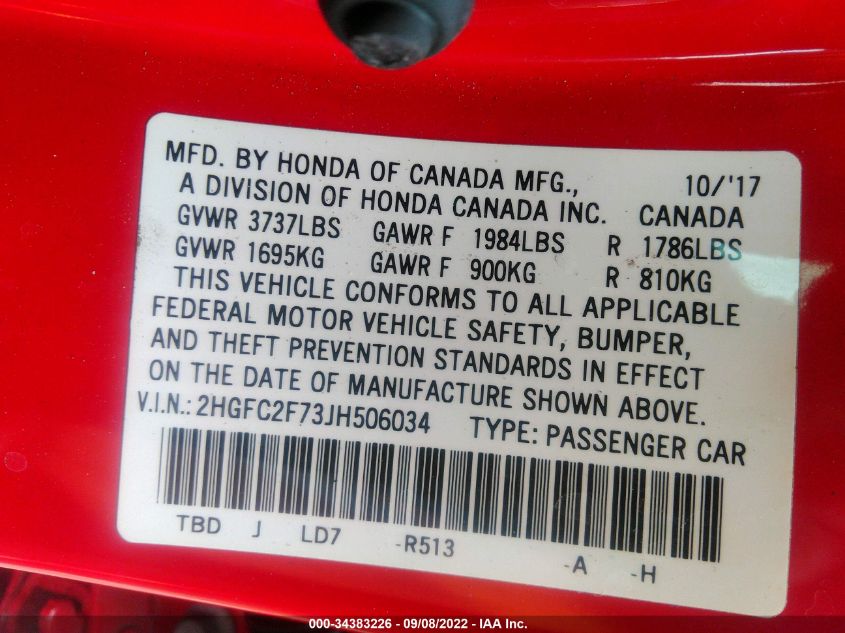 MFD. BY HONDA OF CANADA MFG., 10/'17
A DIVISION OF HONDA CANADA INC. CANADA
GVWR 3737LBS GAWR F 1984LBS R 1786LBS
GVWR 1695KG GAWR F 900KG R 810KG
THIS VEHICLE CONFORMS TO ALL APPLICABLE
FEDERAL MOTOR VEHICLE SAFETY, BUMPER,
AND THEFT PREVENTION STANDARDS IN EFFECT
ON THE DATE OF MANUFACTURE SHOWN ABOVE.
V.I.N.: 2HGFC2F73JH506034 TYPE: PASSENGER CAR
TBD J LD7 -R513 -A -H
000-34383226 - 09/08/2022 - IAA Inc.